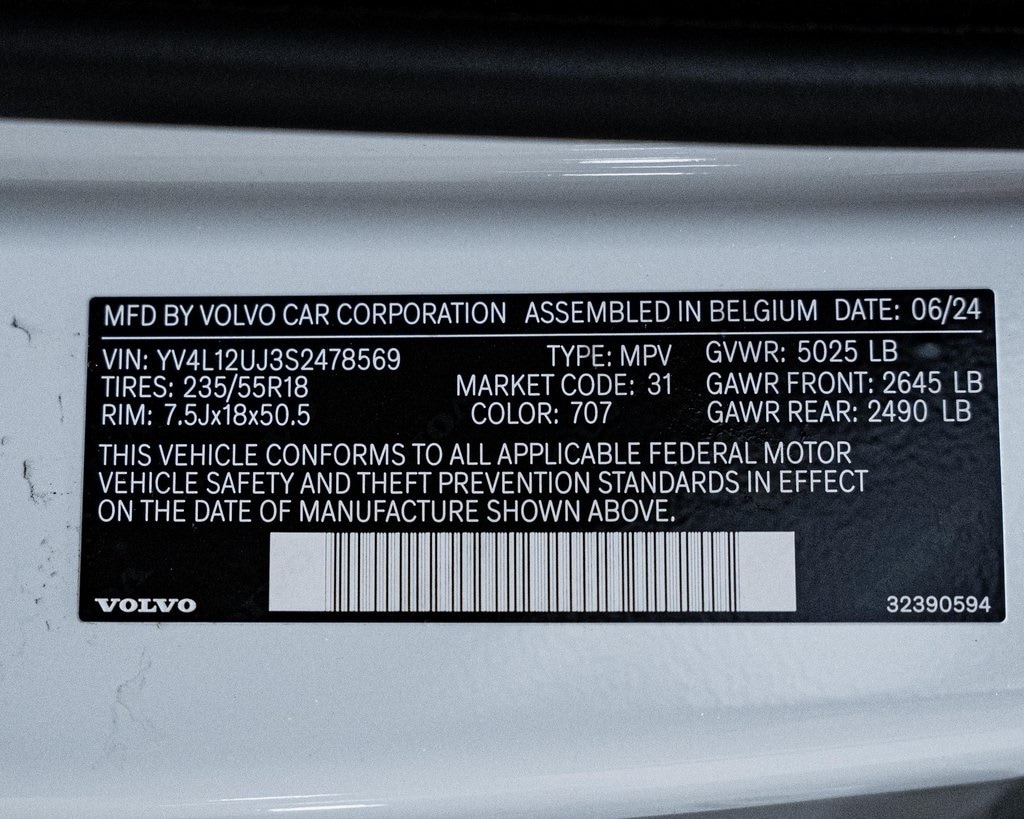 MFD BY VOLVO CAR CORPORATION ASSEMBLED IN BELGIUM DATE: 06/24
VIN: YV4L12UJ3S2478569 TYPE: MPV GVWR: 5025 LB
TIRES: 235/55R18 MARKET CODE: 31 GAWR FRONT: 2645 LB
RIM: 7.5Jx18x50.5 COLOR: 707 GAWR REAR: 2490 LB
THIS VEHICLE CONFORMS TO ALL APPLICABLE FEDERAL MOTOR
VEHICLE SAFETY AND THEFT PREVENTION STANDARDS IN EFFECT
ON THE DATE OF MANUFACTURE SHOWN ABOVE.
VOLVO 32390594